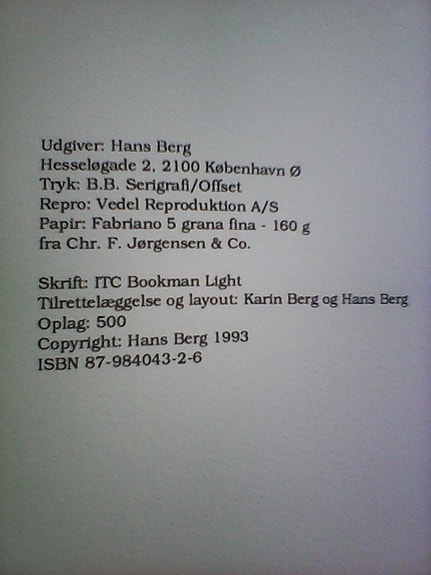 Udgiver: Hans Berg
Hesseløgade 2, 2100 København Ø
Tryk: B.B. Serigrafi/Offset
Repro: Vedel Reproduktion A/S
Papir: Fabriano 5 grana fina - 160 g
fra Chr. F. Jørgensen & Co.
Skrift: ITC Bookman Light
Tilrettelæggelse og layout: Karin Berg og Hans Berg
Oplag: 500
Copyright: Hans Berg 1993
ISBN 87-984043-2-6